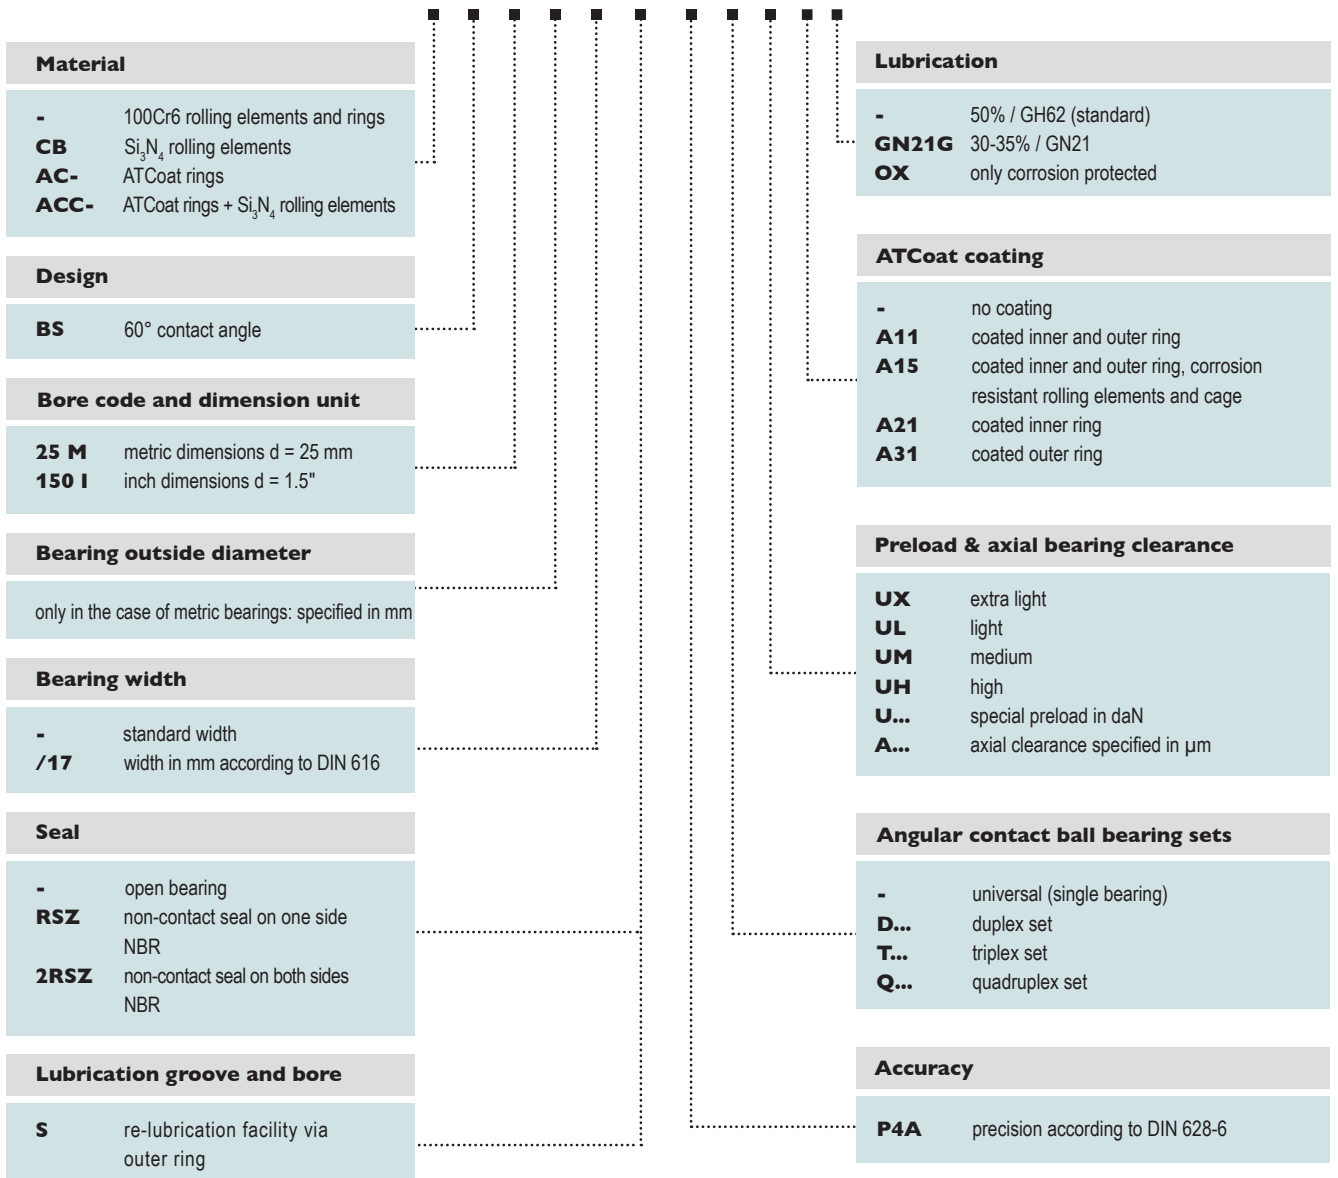 Material
- 100Cr6 rolling elements and rings
CB Si₃N₄ rolling elements
AC- ATCoat rings
ACC- ATCoat rings + Si₃N₄ rolling elements
Design
BS 60° contact angle
Bore code and dimension unit
25 M metric dimensions d = 25 mm
150 I inch dimensions d = 1.5"
Bearing outside diameter
only in the case of metric bearings: specified in mm
Bearing width
- standard width
/17 width in mm according to DIN 616
Seal
- open bearing
RSZ non-contact seal on one side
NBR
2RSZ non-contact seal on both sides
NBR
Lubrication groove and bore
S re-lubrication facility via
outer ring
Lubrication
- 50% / GH62 (standard)
GN21G 30-35% / GN21
OX only corrosion protected
ATCoat coating
- no coating
A11 coated inner and outer ring
A15 coated inner and outer ring, corrosion
resistant rolling elements and cage
A21 coated inner ring
A31 coated outer ring
Preload & axial bearing clearance
UX extra light
UL light
UM medium
UH high
U... special preload in daN
A... axial clearance specified in µm
Angular contact ball bearing sets
- universal (single bearing)
D... duplex set
T... triplex set
Q... quadruplex set
Accuracy
P4A precision according to DIN 628-6